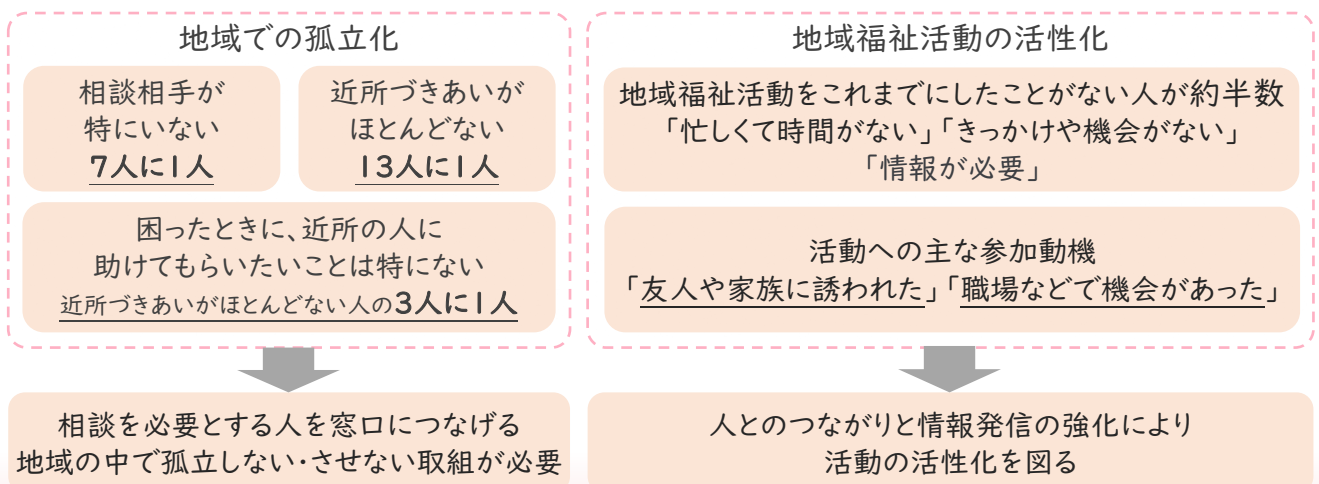 地域での孤立化
相談相手が
特にいない
7人に1人
近所づきあいが
ほとんどない
13人に1人
困ったときに、近所の人に
助けてもらいたいことは特にない
近所づきあいがほとんどない人の3人に1人
相談を必要とする人を窓口につなげる
地域の中で孤立しない・させない取組が必要
地域福祉活動の活性化
地域福祉活動をこれまでにしたことがない人が約半数
「忙しくて時間がない」「きっかけや機会がない」
「情報が必要」
活動への主な参加動機
「友人や家族に誘われた」「職場などで機会があった」
人とのつながりと情報発信の強化により
活動の活性化を図る